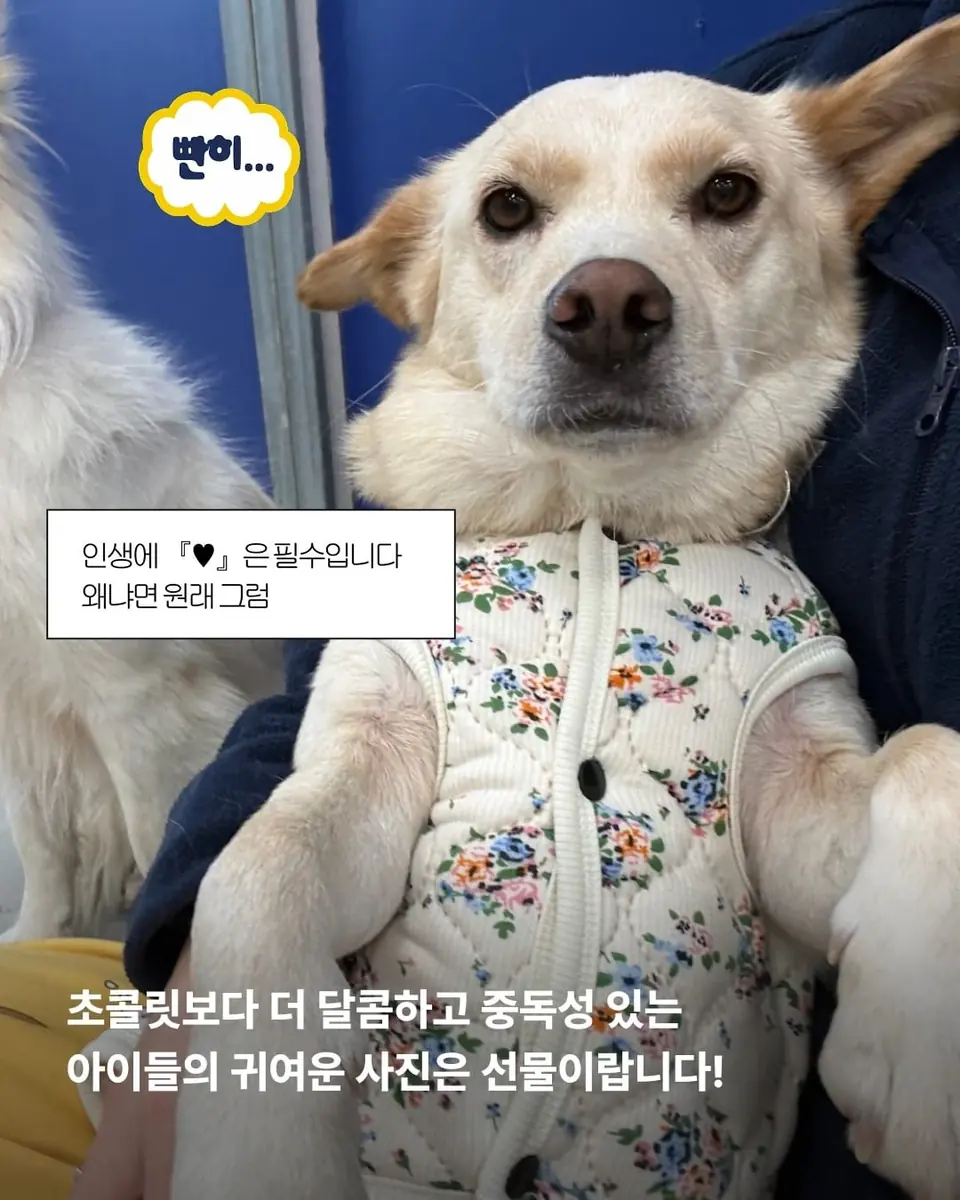 빤히...
인생에 『♥』은 필수입니다
왜냐면 원래 그럼
초콜릿보다 더 달콤하고 중독성 있는
아이들의 귀여운 사진은 선물이랍니다!